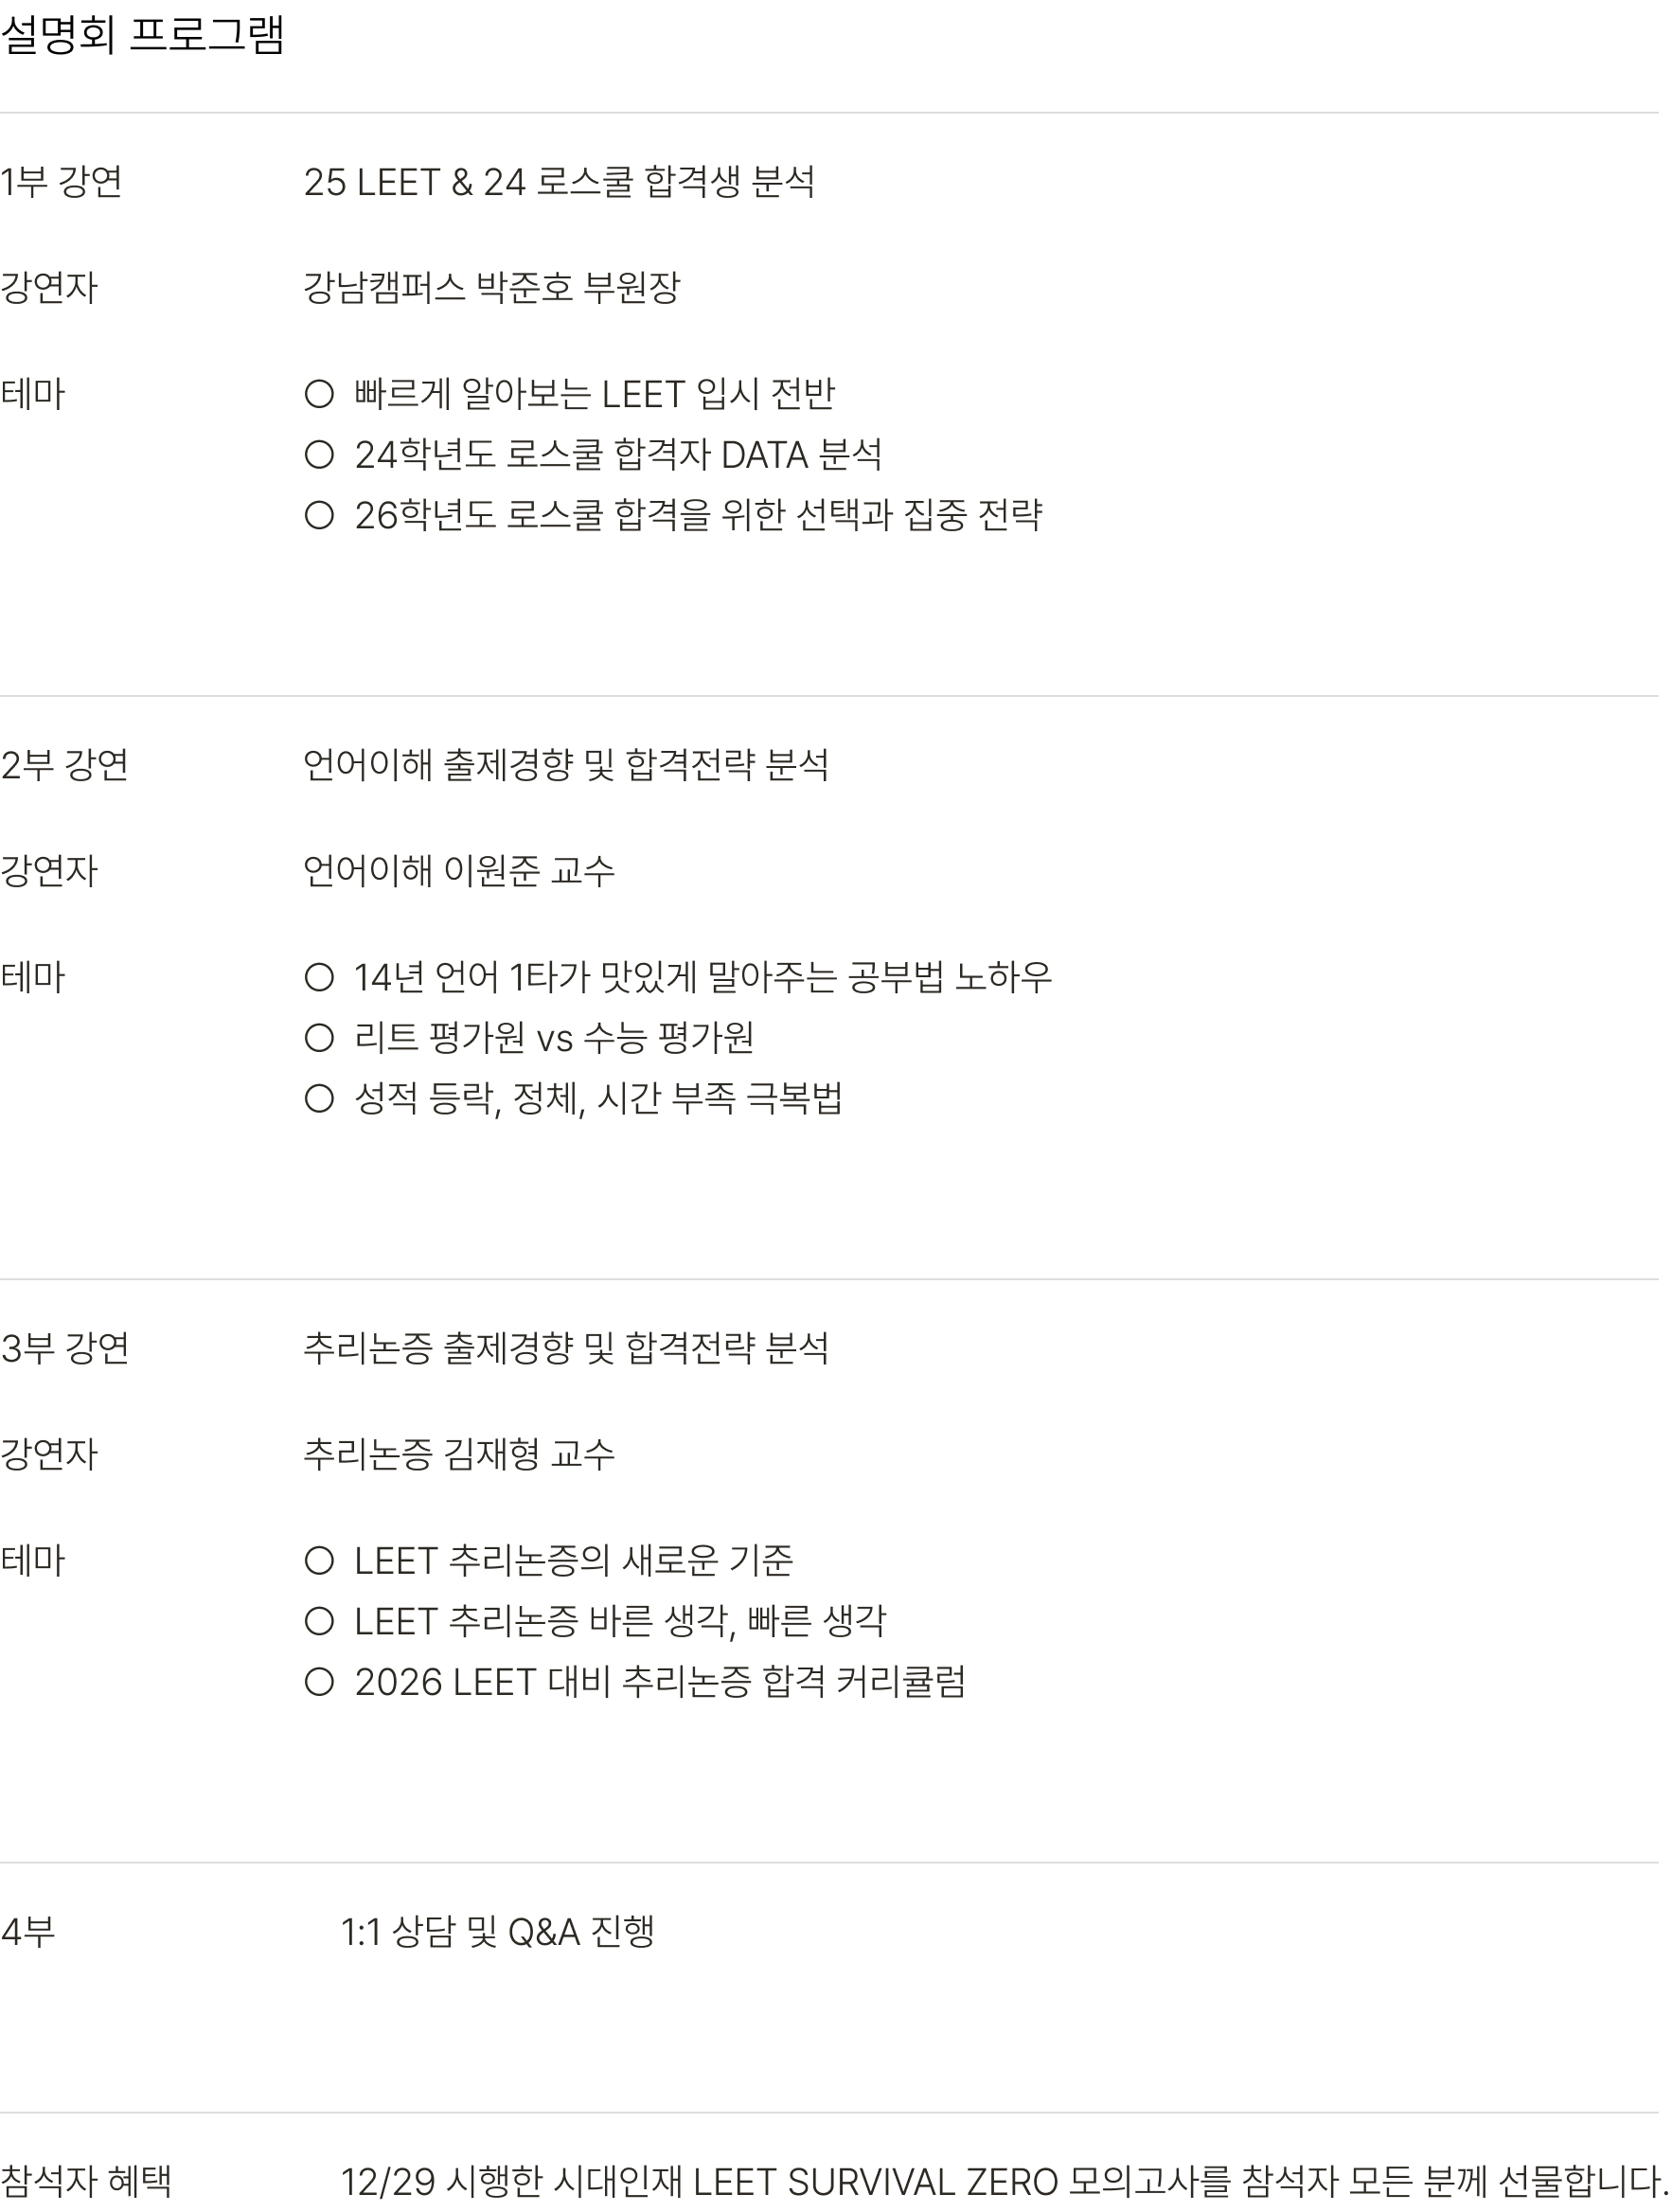 설명회 프로그램
1부 강연 25 LEET & 24 로스쿨 합격생 분석
강연자 강남캠퍼스 박준호 부원장
테마 ○ 빠르게 알아보는 LEET 입시 전반
○ 24학년도 로스쿨 합격자 DATA 분석
○ 26학년도 로스쿨 합격을 위한 선택과 집중 전략
2부 강연 언어이해 출제경향 및 합격전략 분석
강연자 언어이해 이원준 교수
테마 ○ 14년 언어 1타가 맛있게 말아주는 공부법 노하우
○ 리트 평가원 vs 수능 평가원
○ 성적 등락, 정체, 시간 부족 극복법
3부 강연 추리논증 출제경향 및 합격전략 분석
강연자 추리논증 김재형 교수
테마 ○ LEET 추리논증의 새로운 기준
○ LEET 추리논증 바른 생각, 빠른 생각
○ 2026 LEET 대비 추리논증 합격 커리큘럼
4부 1:1 상담 및 Q&A 진행
참석자 혜택 12/29 시행한 시대인재 LEET SURVIVAL ZERO 모의고사를 참석자 모든 분께 선물합니다.